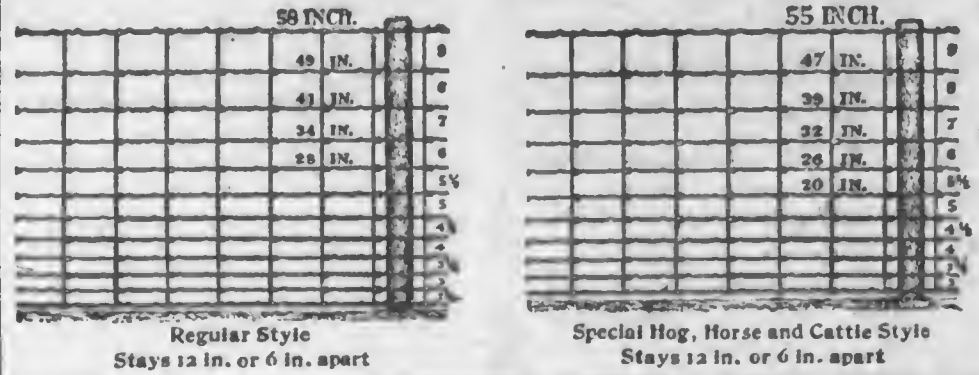 58 INCH.
49 IN.
41 IN.
34 IN.
28 IN.
9
8
7
6
5½
5
4½
4
Regular Style
Stays 12 in. or 6 in. apart
55 INCH.
47 IN.
39 IN.
32 IN.
26 IN.
20 IN.
8
8
7
6
5½
5
4½
4
Special Hog, Horse and Cattle Style
Stays 12 in. or 6 in. apart